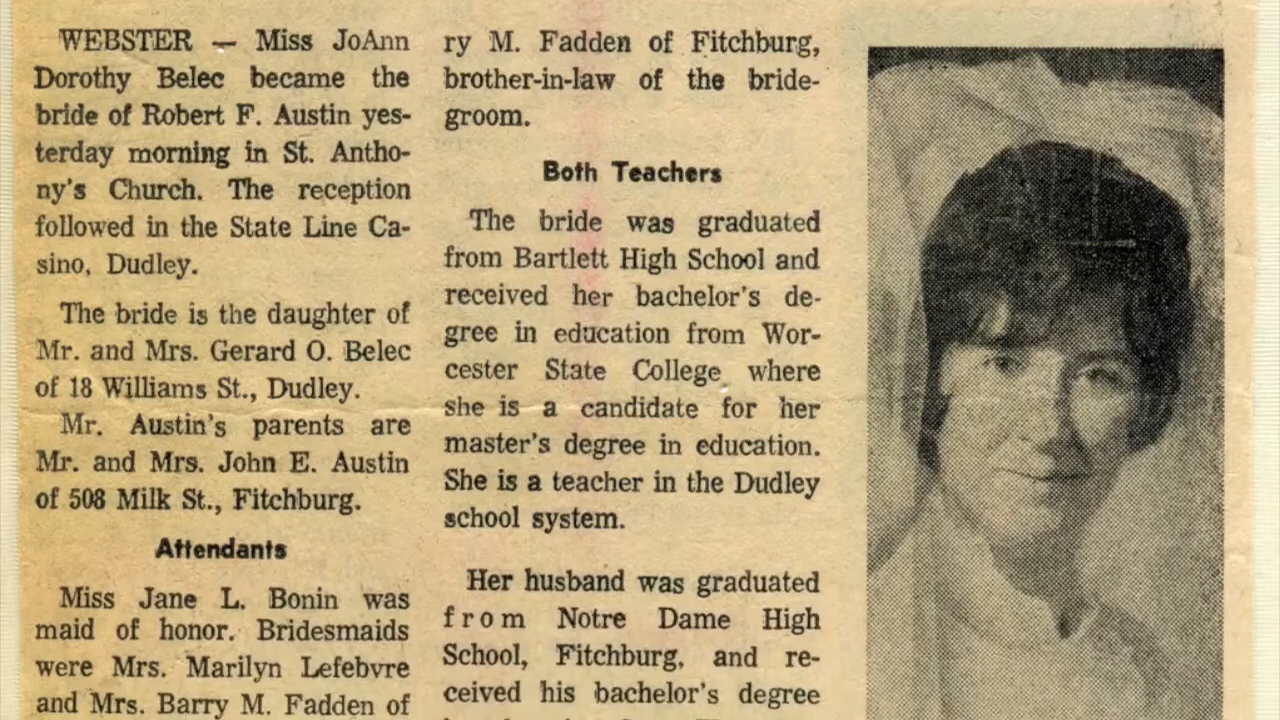 WEBSTER — Miss JoAnn
Dorothy Belec became the
bride of Robert F. Austin yes-
terday morning in St. Antho-
ny's Church. The reception
followed in the State Line Ca-
sino, Dudley.
The bride is the daughter of
Mr. and Mrs. Gerard O. Belec
of 18 Williams St., Dudley.
Mr. Austin's parents are
Mr. and Mrs. John E. Austin
of 508 Milk St., Fitchburg.
Attendants
Miss Jane L. Bonin was
maid of honor. Bridesmaids
were Mrs. Marilyn Lefebvre
and Mrs. Barry M. Fadden of
ry M. Fadden of Fitchburg,
brother-in-law of the bride-
groom.
Both Teachers
The bride was graduated
from Bartlett High School and
received her bachelor's de-
gree in education from Wor-
cester State College where
she is a candidate for her
master's degree in education.
She is a teacher in the Dudley
school system.
Her husband was graduated
from Notre Dame High
School, Fitchburg, and re-
ceived his bachelor's degree